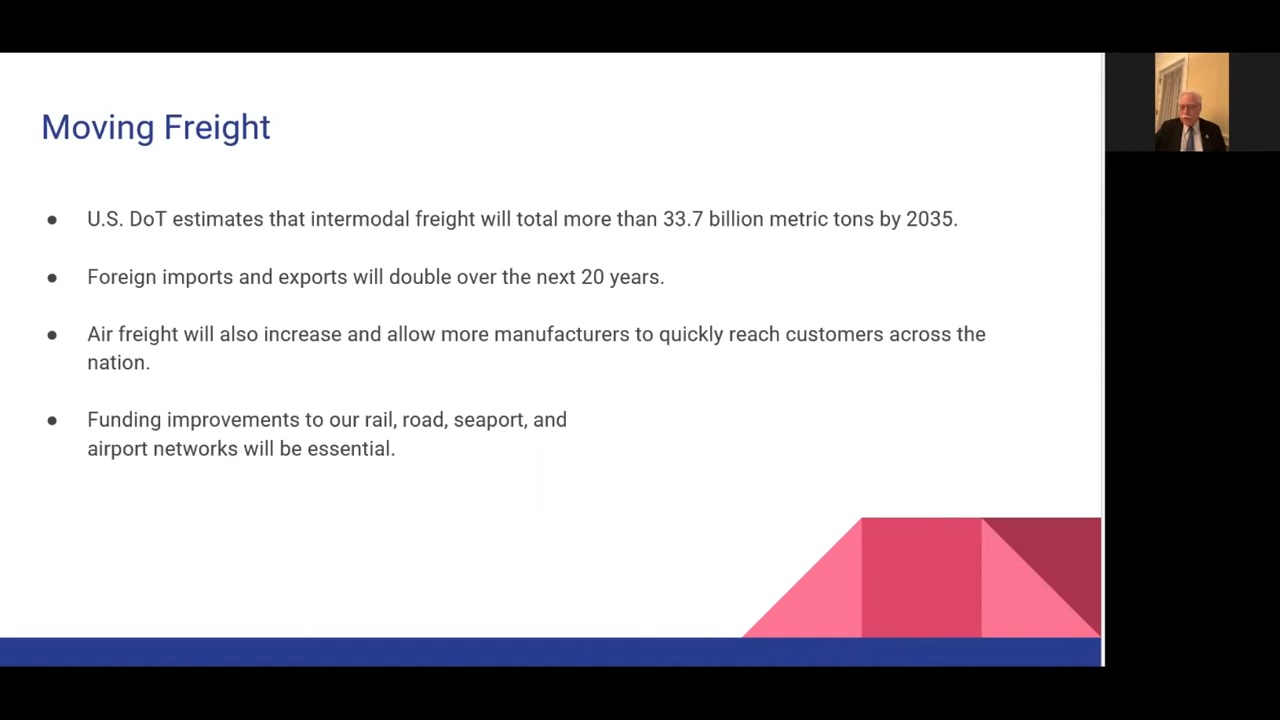 Moving Freight
● U.S. DoT estimates that intermodal freight will total more than 33.7 billion metric tons by 2035.
● Foreign imports and exports will double over the next 20 years.
● Air freight will also increase and allow more manufacturers to quickly reach customers across the
nation.
● Funding improvements to our rail, road, seaport, and
airport networks will be essential.